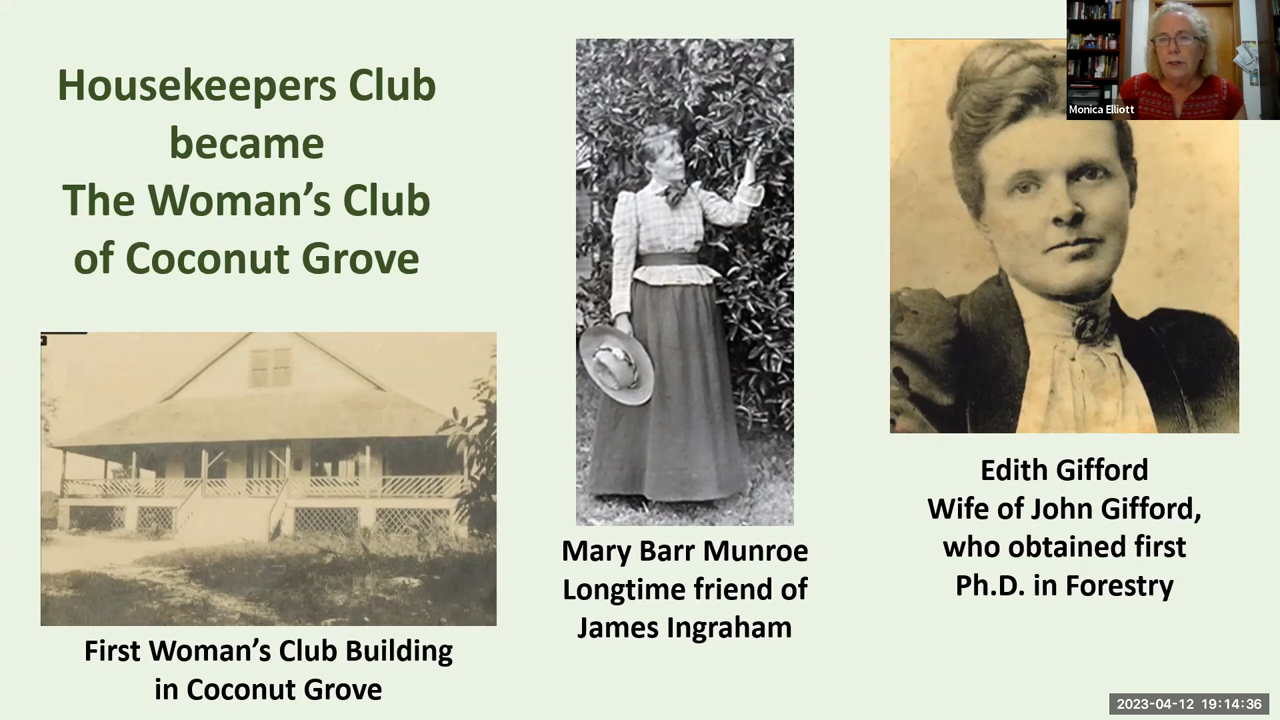 Housekeepers Club
became
The Woman's Club
of Coconut Grove
First Woman's Club Building
in Coconut Grove
Mary Barr Munroe
Longtime friend of
James Ingraham
Edith Gifford
Wife of John Gifford,
who obtained first
Ph.D. in Forestry
Monica Elliott
2023-04-12 19:14:36